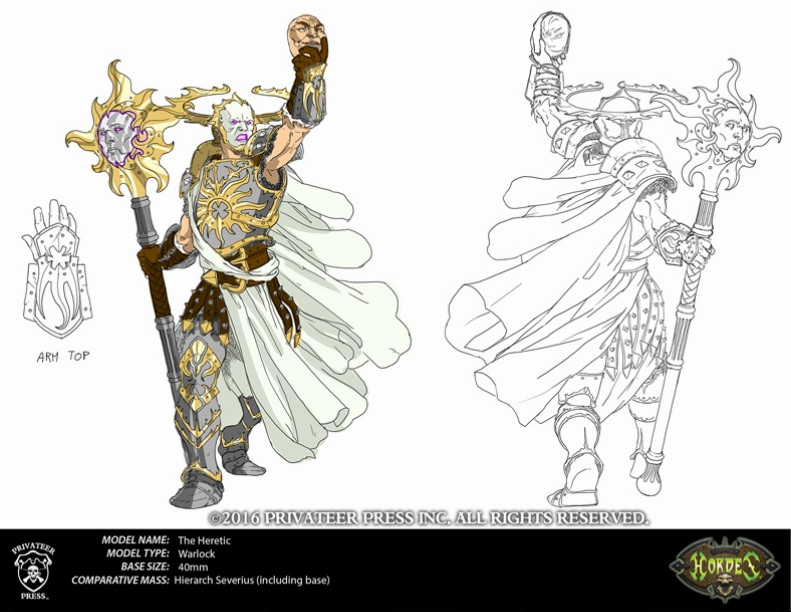 ARM TOP
©2016 PRIVATEER PRESS INC. ALL RIGHTS RESERVED.
PRIVATEER
PRESS
MODEL NAME: The Heretic
MODEL TYPE: Warlock
BASE SIZE: 40mm
COMPARATIVE MASS: Hierarch Severius (including base)
HORDES